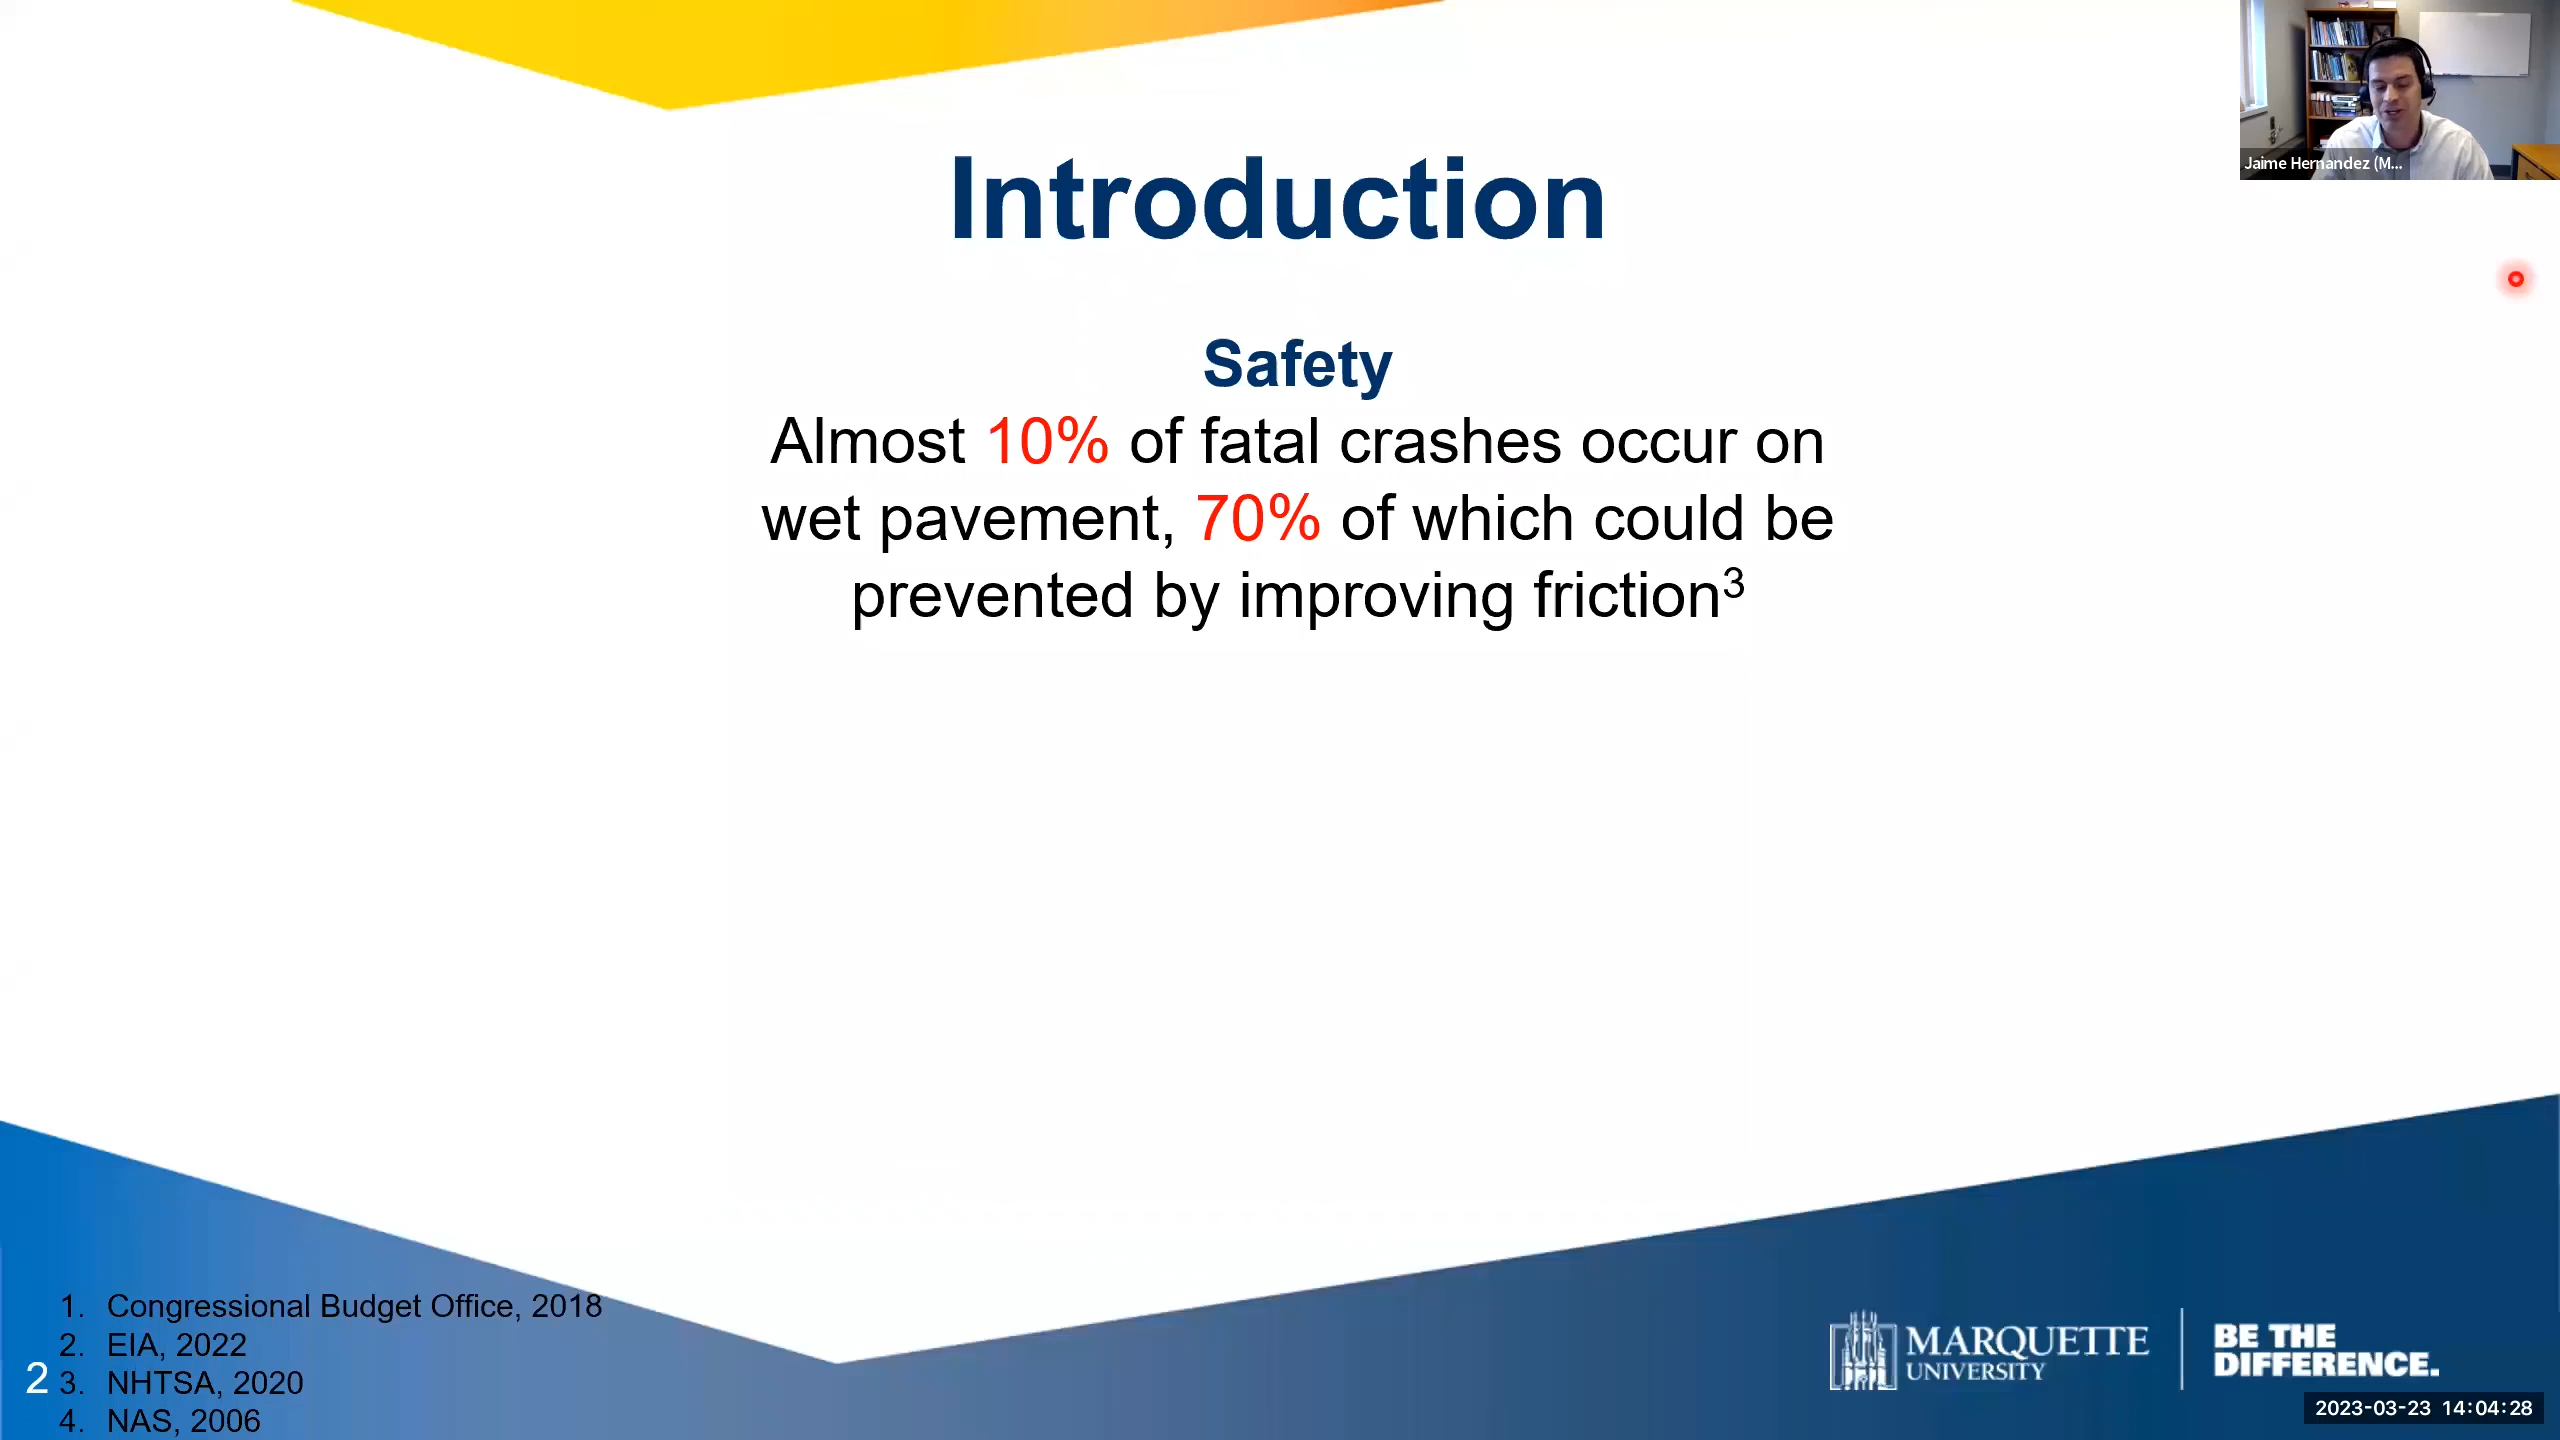 Introduction
Jaime Hernandez (M...
Safety
Almost 10% of fatal crashes occur on
wet pavement, 70% of which could be
prevented by improving friction³
1. Congressional Budget Office, 2018
2. EIA, 2022
3. NHTSA, 2020
4. NAS, 2006
2
MARQUETTE
UNIVERSITY
BE THE
DIFFERENCE.
2023-03-23 14:04:28